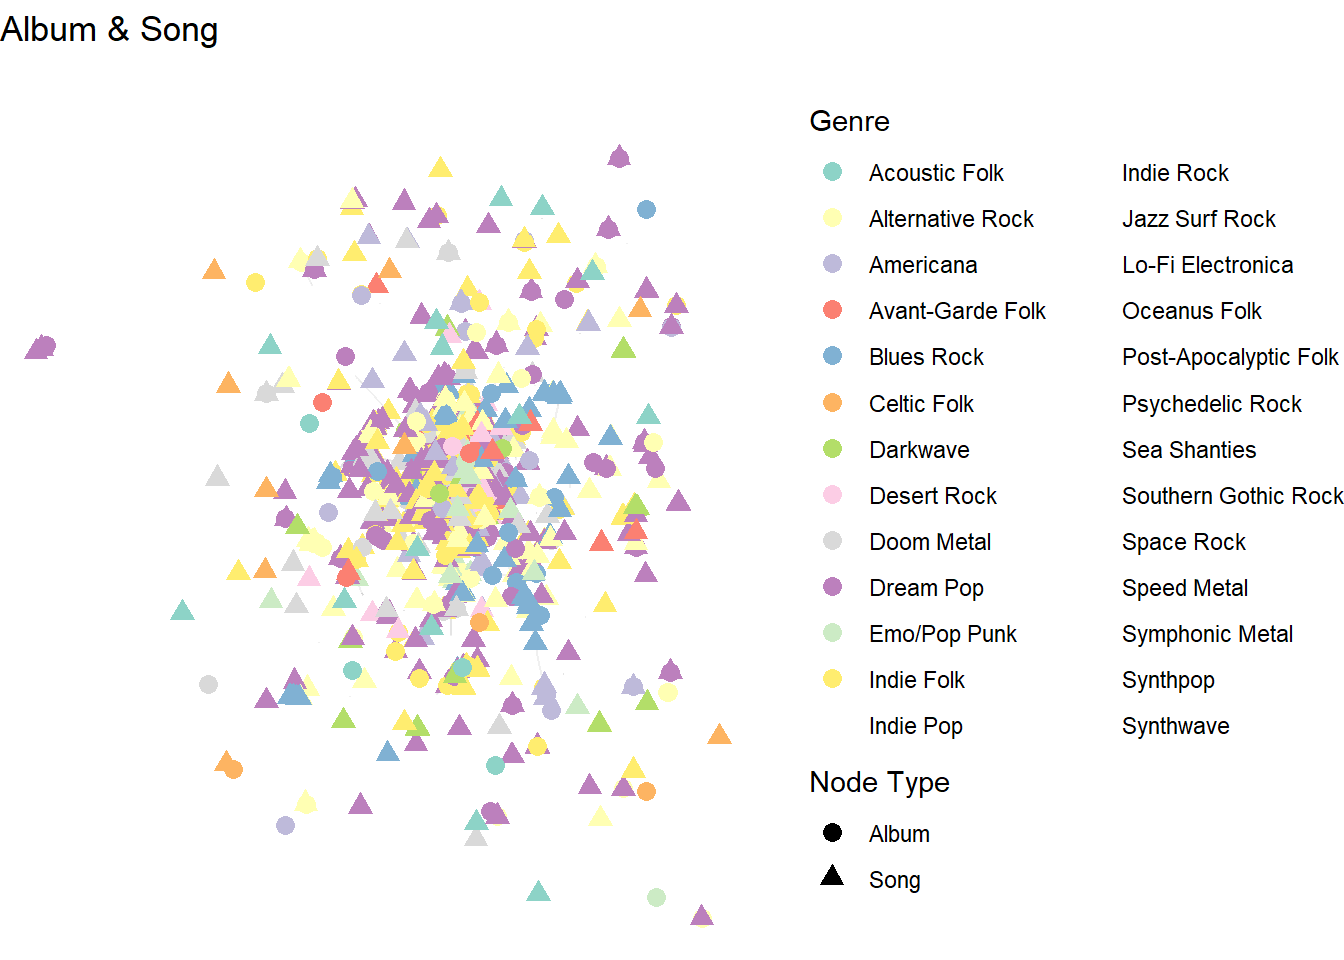 Album & Song
Genre
Acoustic Folk
Alternative Rock
Americana
Avant-Garde Folk
Blues Rock
Celtic Folk
Darkwave
Desert Rock
Doom Metal
Dream Pop
Emo/Pop Punk
Indie Folk
Indie Pop
Indie Rock
Jazz Surf Rock
Lo-Fi Electronica
Oceanus Folk
Post-Apocalyptic Folk
Psychedelic Rock
Sea Shanties
Southern Gothic Rock
Space Rock
Speed Metal
Symphonic Metal
Synthpop
Synthwave
Node Type
Album
Song